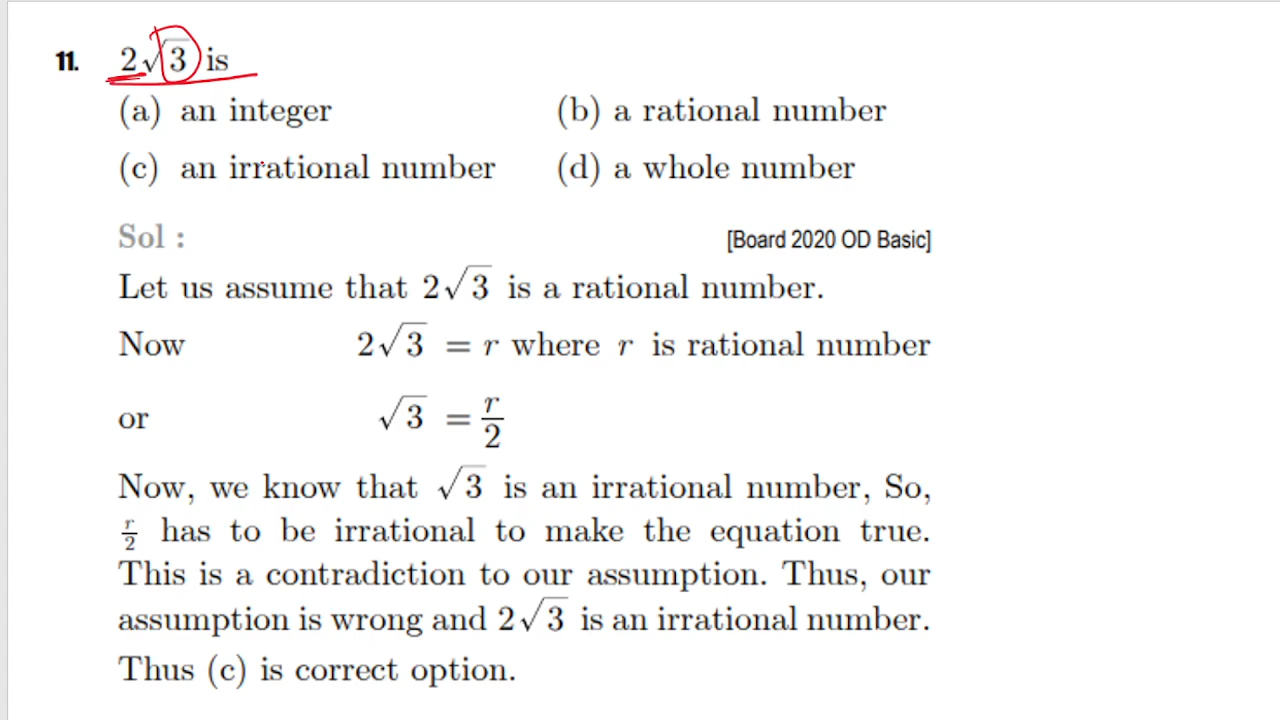 11. 2√3 is
(a) an integer (b) a rational number
(c) an irrational number (d) a whole number
Sol :
[Board 2020 OD Basic]
Let us assume that 2√3 is a rational number.
Now 2√3 = r where r is rational number
or √3 = r/2
Now, we know that √3 is an irrational number, So,
r/2 has to be irrational to make the equation true.
This is a contradiction to our assumption. Thus, our
assumption is wrong and 2√3 is an irrational number.
Thus (c) is correct option.